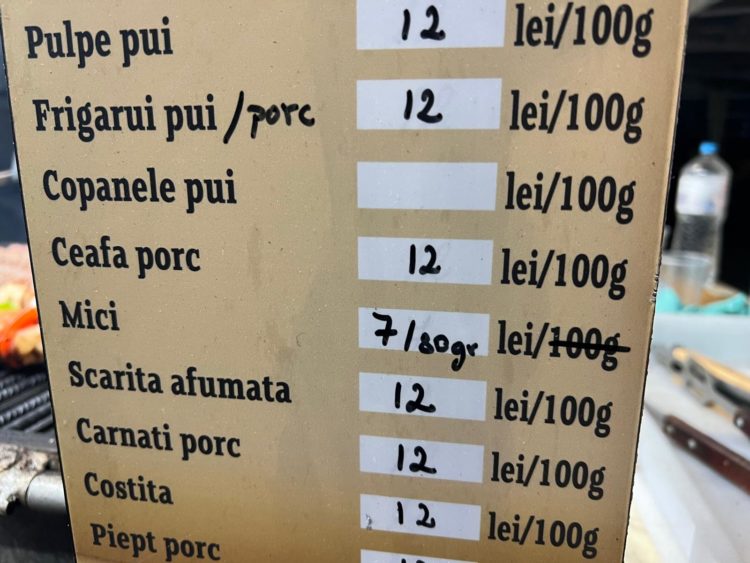 Pulpe pui 12 lei/100g
Frigarui pui /porc 12 lei/100g
Copanele pui lei/100g
Ceafa porc 12 lei/100g
Mici 7/80gr lei/100g
Scarita afumata 12 lei/100g
Carnati porc 12 lei/100g
Costita 12 lei/100g
Piept porc